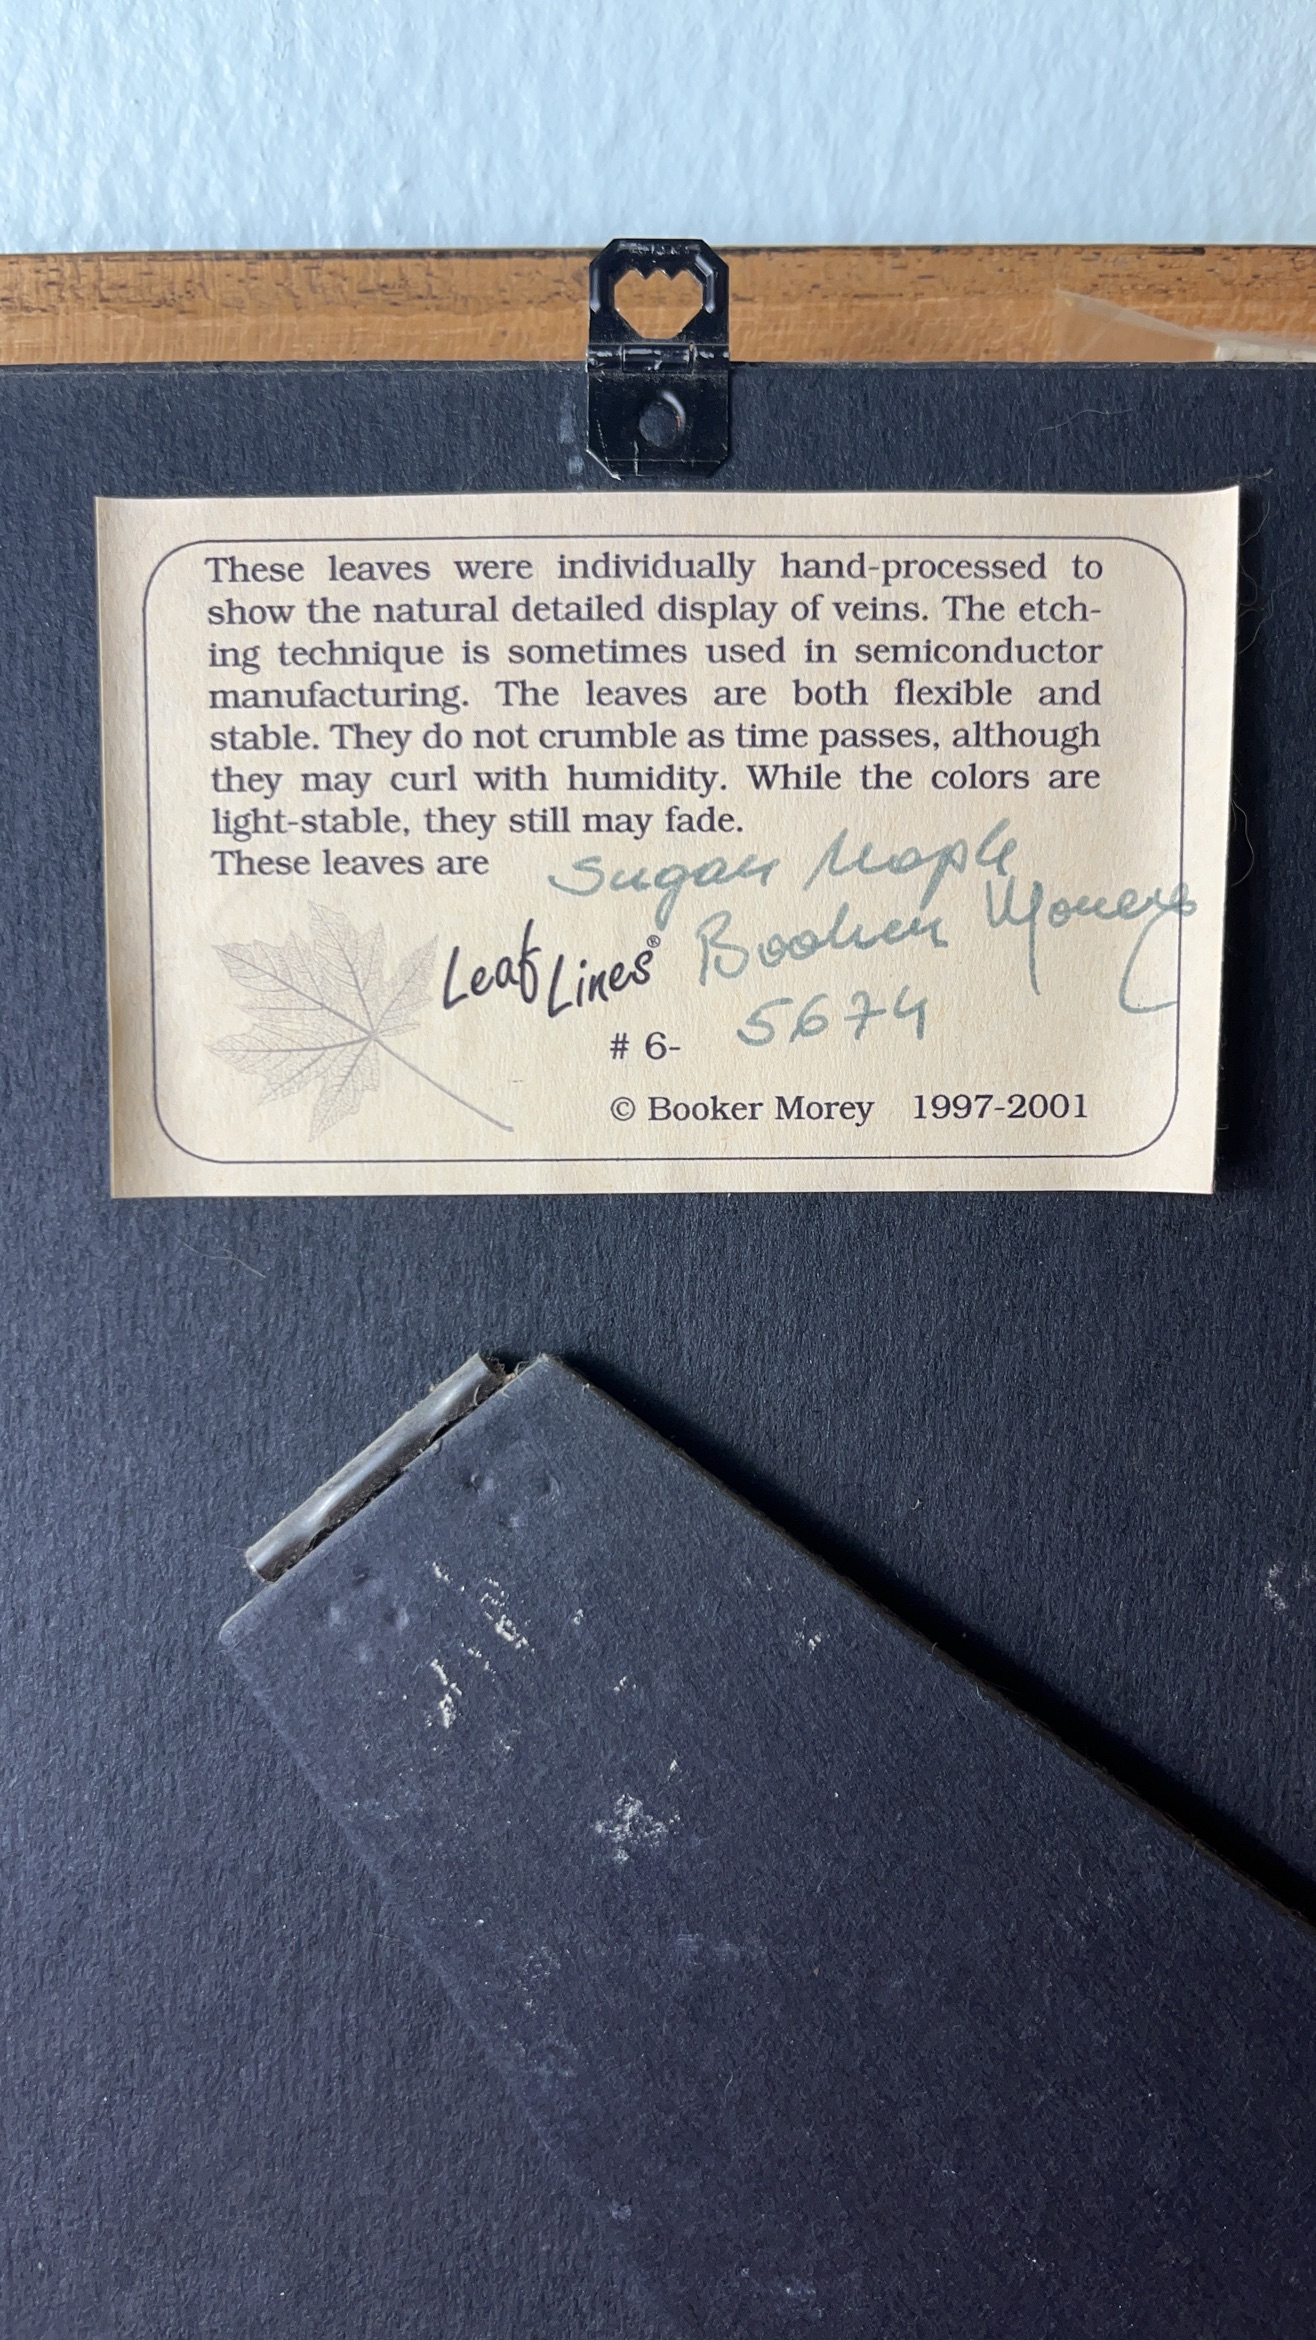 These leaves were individually hand-processed to
show the natural detailed display of veins. The etch-
ing technique is sometimes used in semiconductor
manufacturing. The leaves are both flexible and
stable. They do not crumble as time passes, although
they may curl with humidity. While the colors are
light-stable, they still may fade.
These leaves are Sugar Maple
Leaf Lines® Booker Morey
# 6- 5674
© Booker Morey 1997-2001